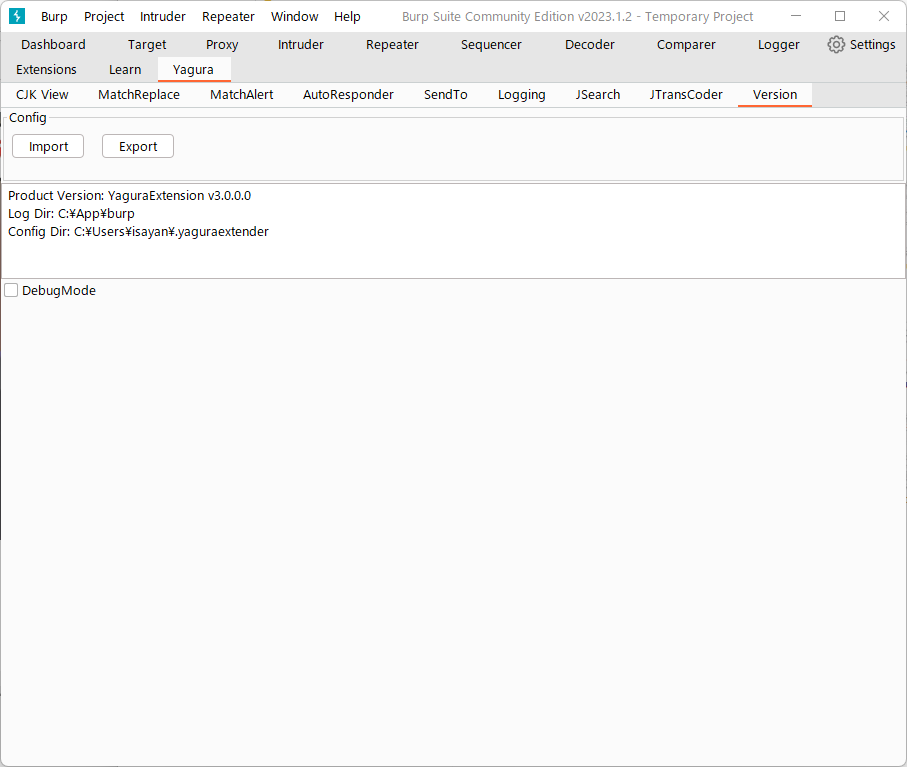 Burp Project Intruder Repeater Window Help Burp Suite Community Edition v2023.1.2 - Temporary Project
Dashboard Target Proxy Intruder Repeater Sequencer Decoder Comparer Logger Settings
Extensions Learn Yagura
CJK View MatchReplace MatchAlert AutoResponder SendTo Logging JSearch JTransCoder Version
Config
Import Export
Product Version: YaguraExtension v3.0.0.0
Log Dir: C:¥App¥burp
Config Dir: C:¥Users¥isayan¥.yaguraextender
DebugMode